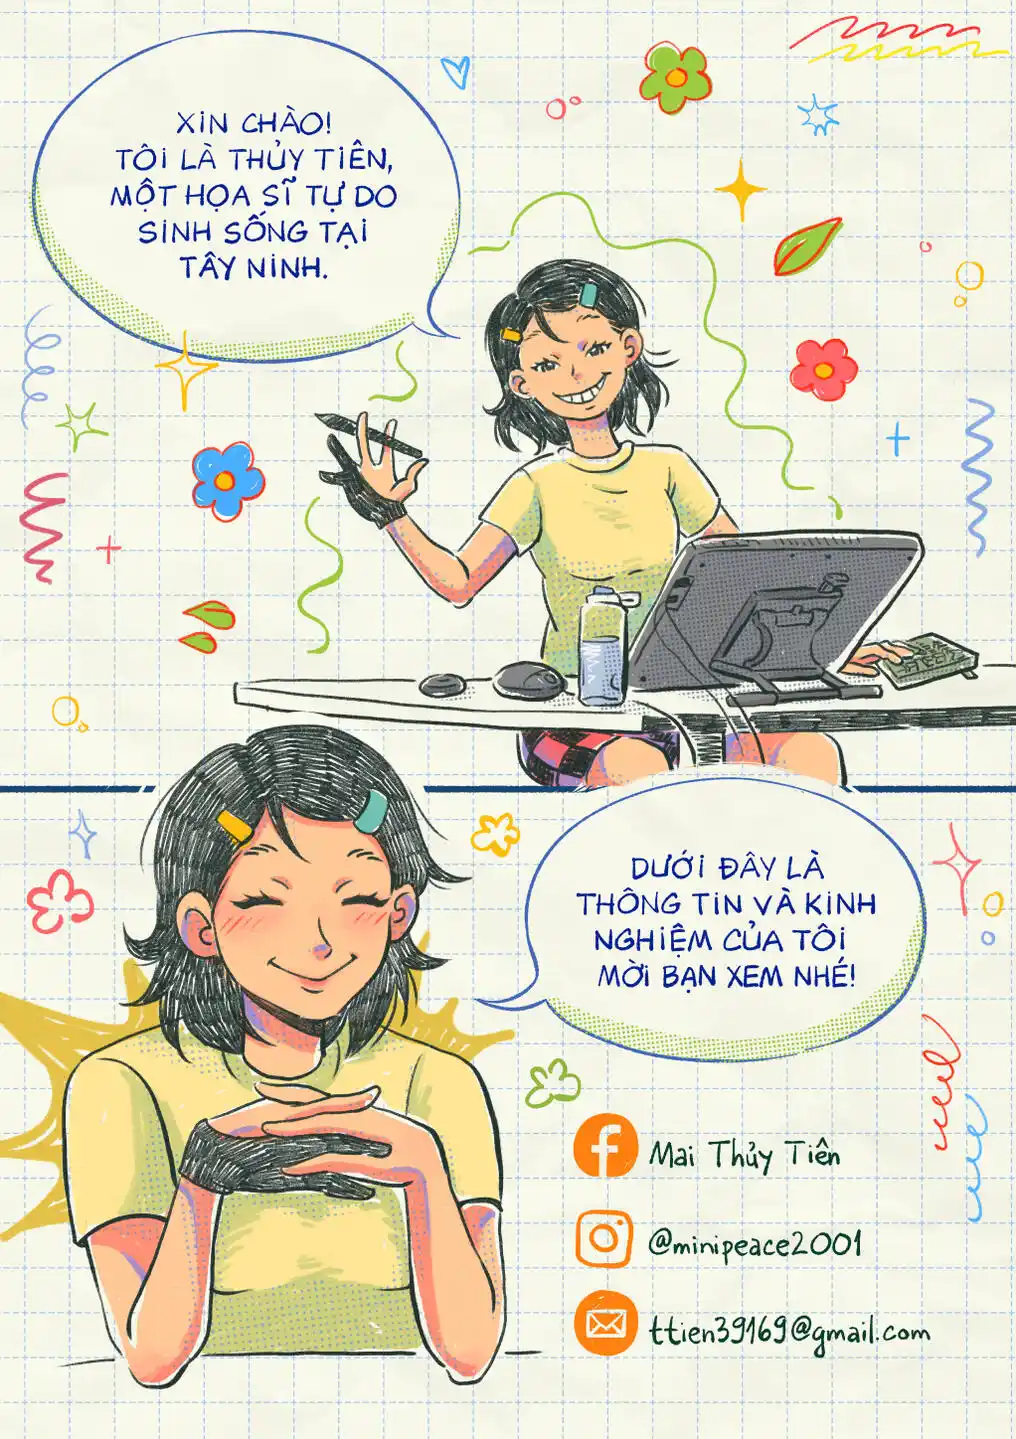 XIN CHÀO!
TÔI LÀ THỦY TIÊN,
MỘT HỌA SĨ TỰ DO
SINH SỐNG TẠI
TÂY NINH.
DƯỚI ĐÂY LÀ
THÔNG TIN VÀ KINH
NGHIỆM CỦA TÔI
MỜI BẠN XEM NHÉ!
Mai Thủy Tiên
@minipeace2001
ttien39169@gmail.com